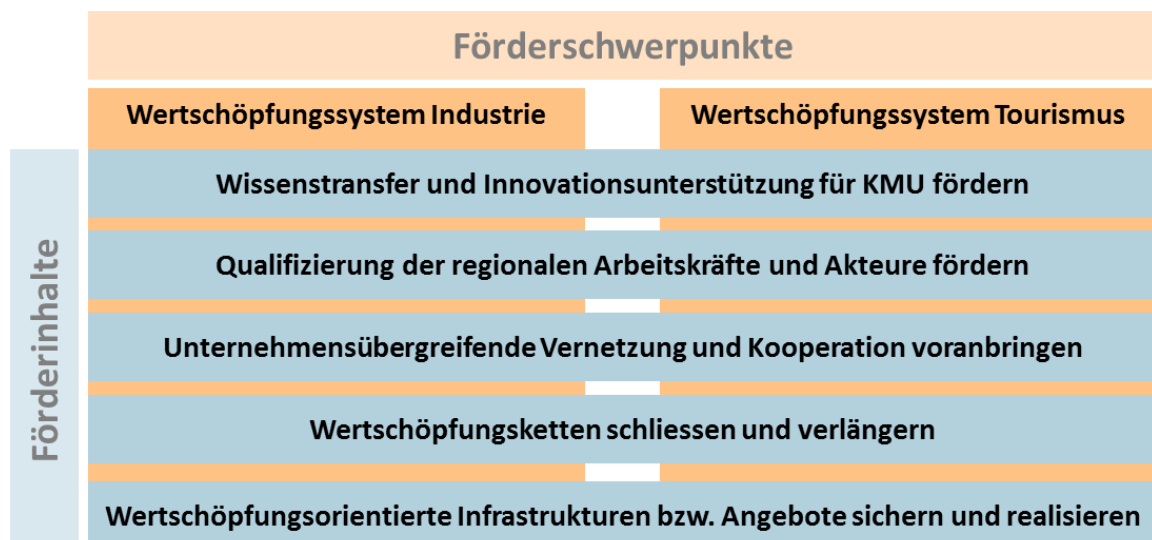 Förderschwerpunkte
Wertschöpfungssystem Industrie
Wertschöpfungssystem Tourismus
Förderinhalte
Wissenstransfer und Innovationsunterstützung für KMU fördern
Qualifizierung der regionalen Arbeitskräfte und Akteure fördern
Unternehmensübergreifende Vernetzung und Kooperation voranbringen
Wertschöpfungsketten schliessen und verlängern
Wertschöpfungsorientierte Infrastrukturen bzw. Angebote sichern und realisieren